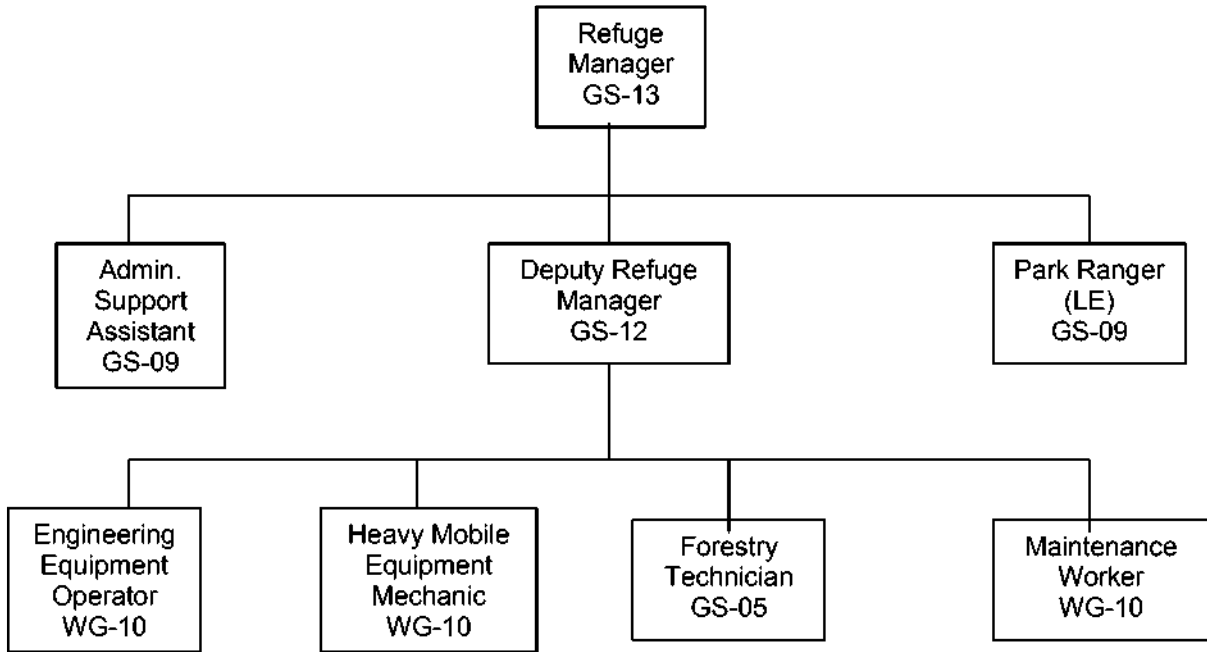 Refuge
Manager
GS-13
Admin.
Support
Assistant
GS-09
Deputy Refuge
Manager
GS-12
Park Ranger
(LE)
GS-09
Engineering
Equipment
Operator
WG-10
Heavy Mobile
Equipment
Mechanic
WG-10
Forestry
Technician
GS-05
Maintenance
Worker
WG-10